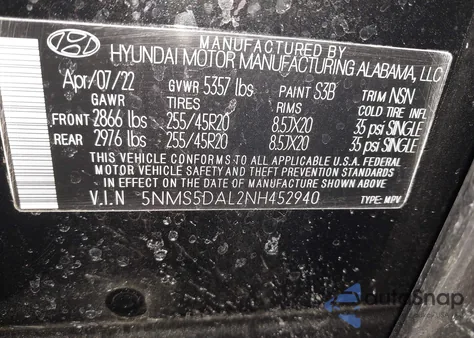 MANUFACTURED BY
HYUNDAI MOTOR MANUFACTURING ALABAMA, LLC
Apr/07/22 GVWR 5357 lbs PAINT S3B TRIM NSN
GAWR TIRES RIMS COLD TIRE INFL
FRONT 2866 lbs 255/45R20 8.5JX20 35 psi SINGLE
REAR 2976 lbs 255/45R20 8.5JX20 35 psi SINGLE
THIS VEHICLE CONFORMS TO ALL APPLICABLE U.S.A FEDERAL
MOTOR VEHICLE SAFETY AND THEFT PREVENTION STANDARDS
IN EFFECT ON THE DATE OF MANUFACTURE SHOWN ABOVE.
V.I.N 5NMS5DAL2NH452940 TYPE: MPV
AutoSnap